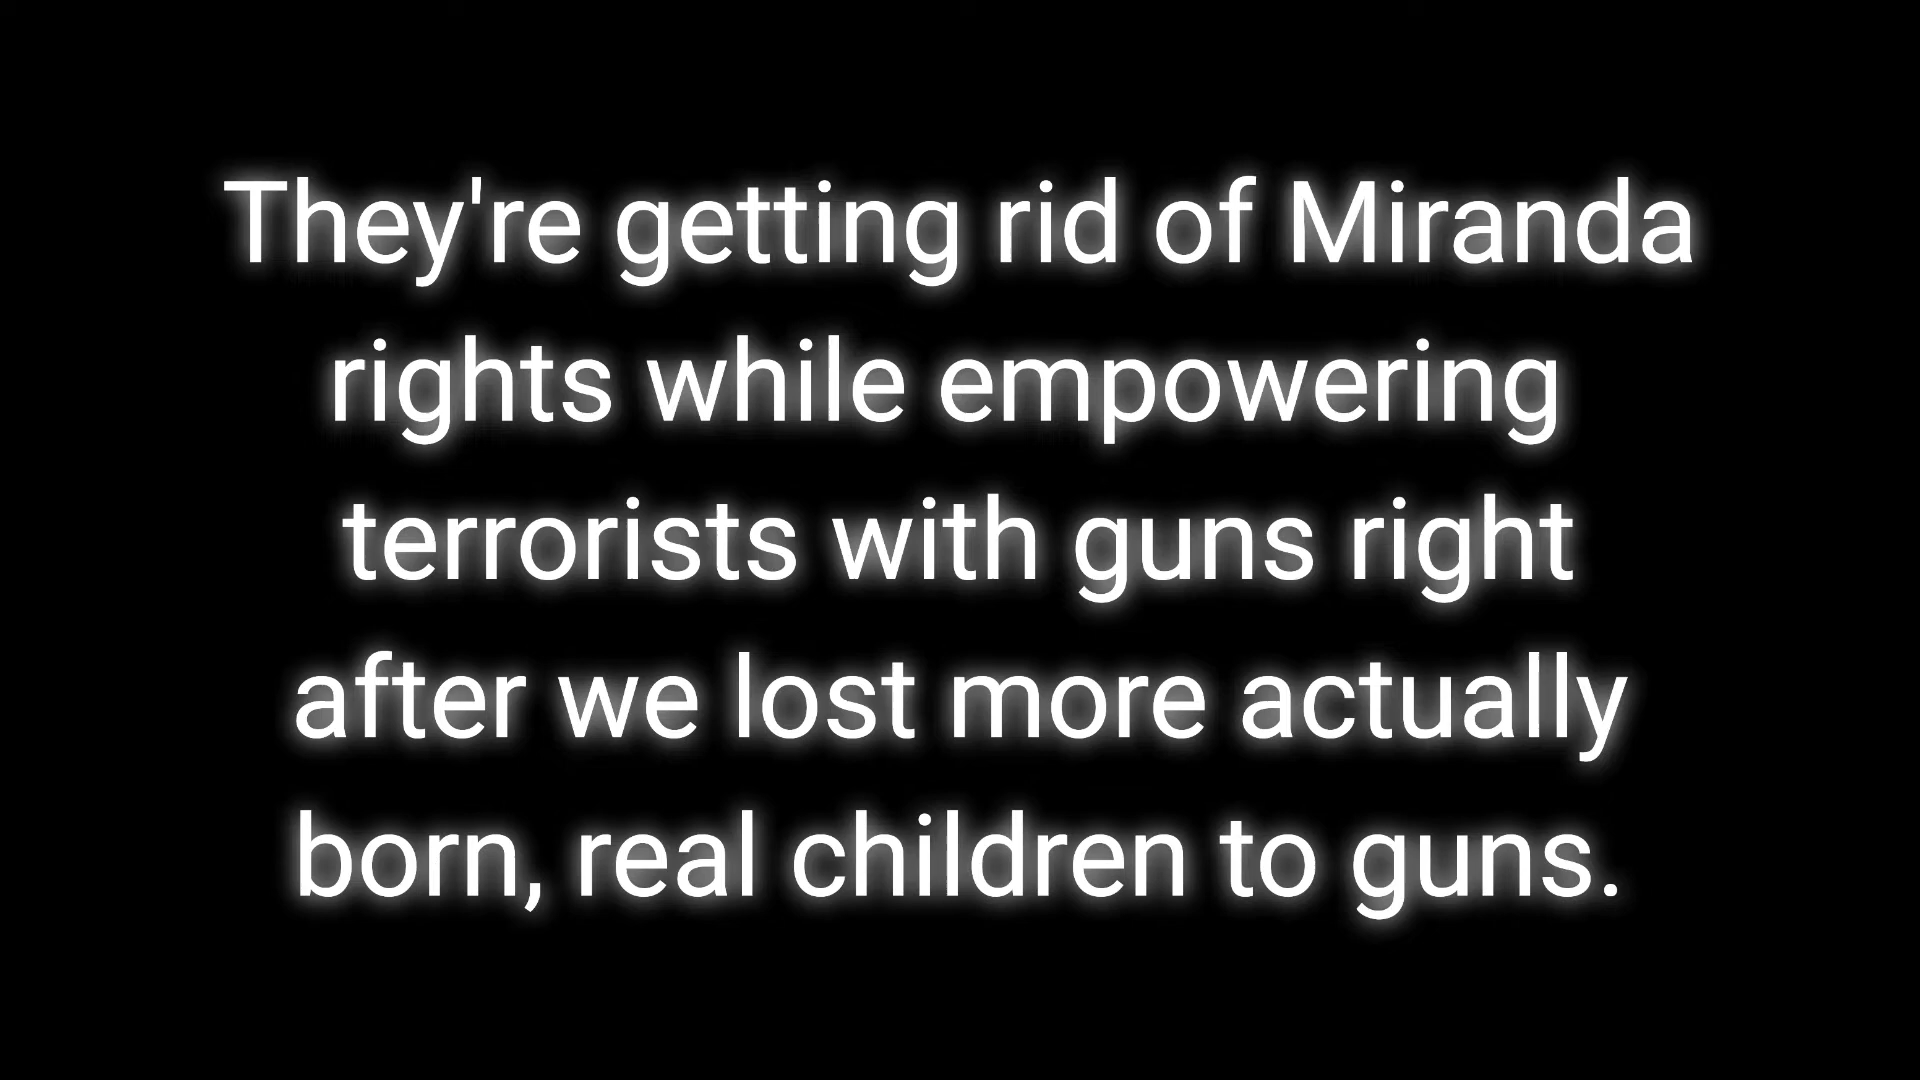 They're getting rid of Miranda
rights while empowering
terrorists with guns right
after we lost more actually
born, real children to guns.